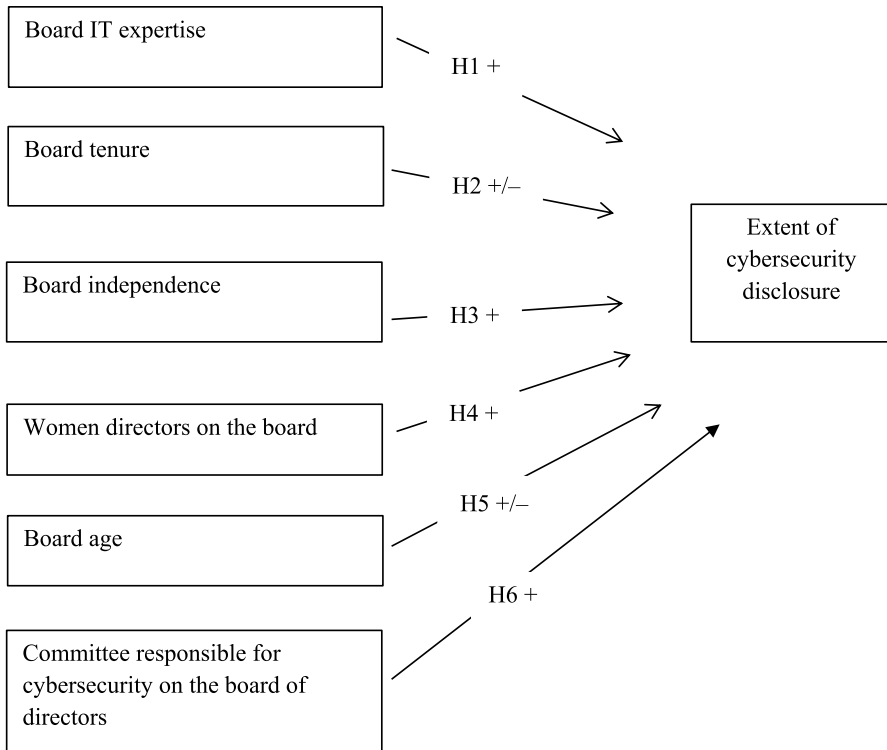 Board IT expertise
H1 +
Board tenure
H2 +/–
Extent of
cybersecurity
disclosure
Board independence
H3 +
Women directors on the board
H4 +
H5 +/–
Board age
H6 +
Committee responsible for
cybersecurity on the board of
directors